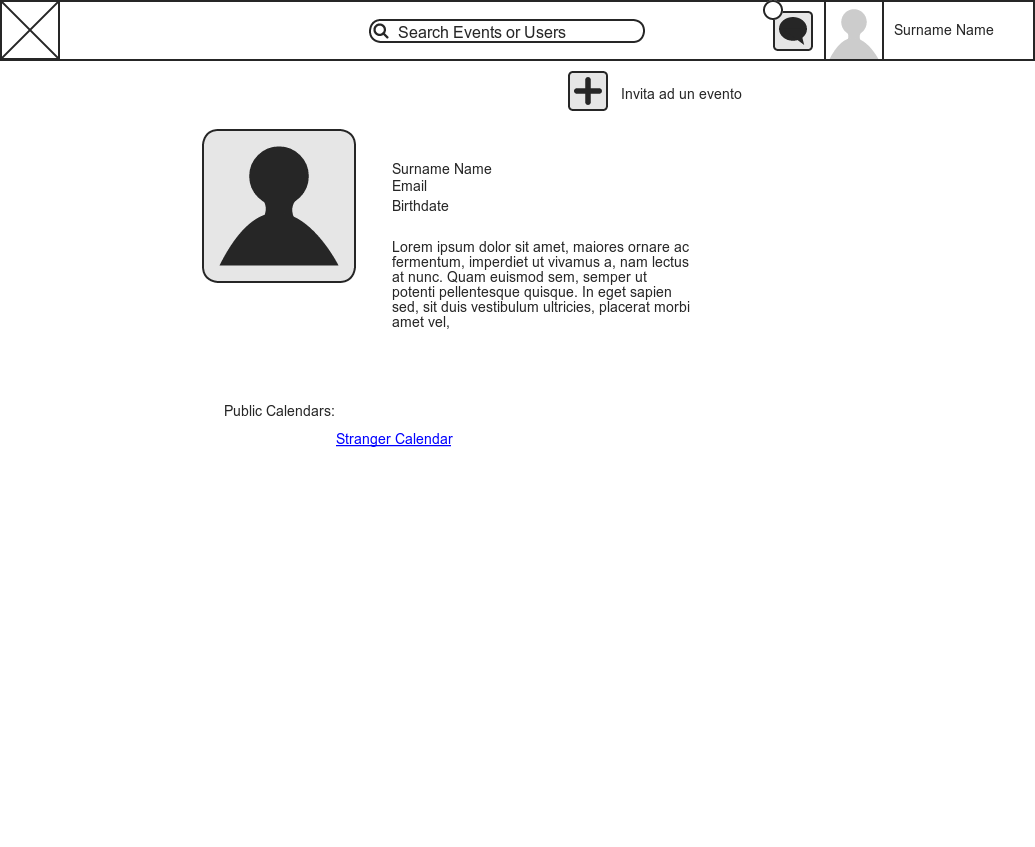 Search Events or Users
Surname Name
Invita ad un evento
Surname Name
Email
Birthdate
Lorem ipsum dolor sit amet, maiores ornare ac
fermentum, imperdiet ut vivamus a, nam lectus
at nunc. Quam euismod sem, semper ut
potenti pellentesque quisque. In eget sapien
sed, sit duis vestibulum ultricies, placerat morbi
amet vel,
Public Calendars:
Stranger Calendar